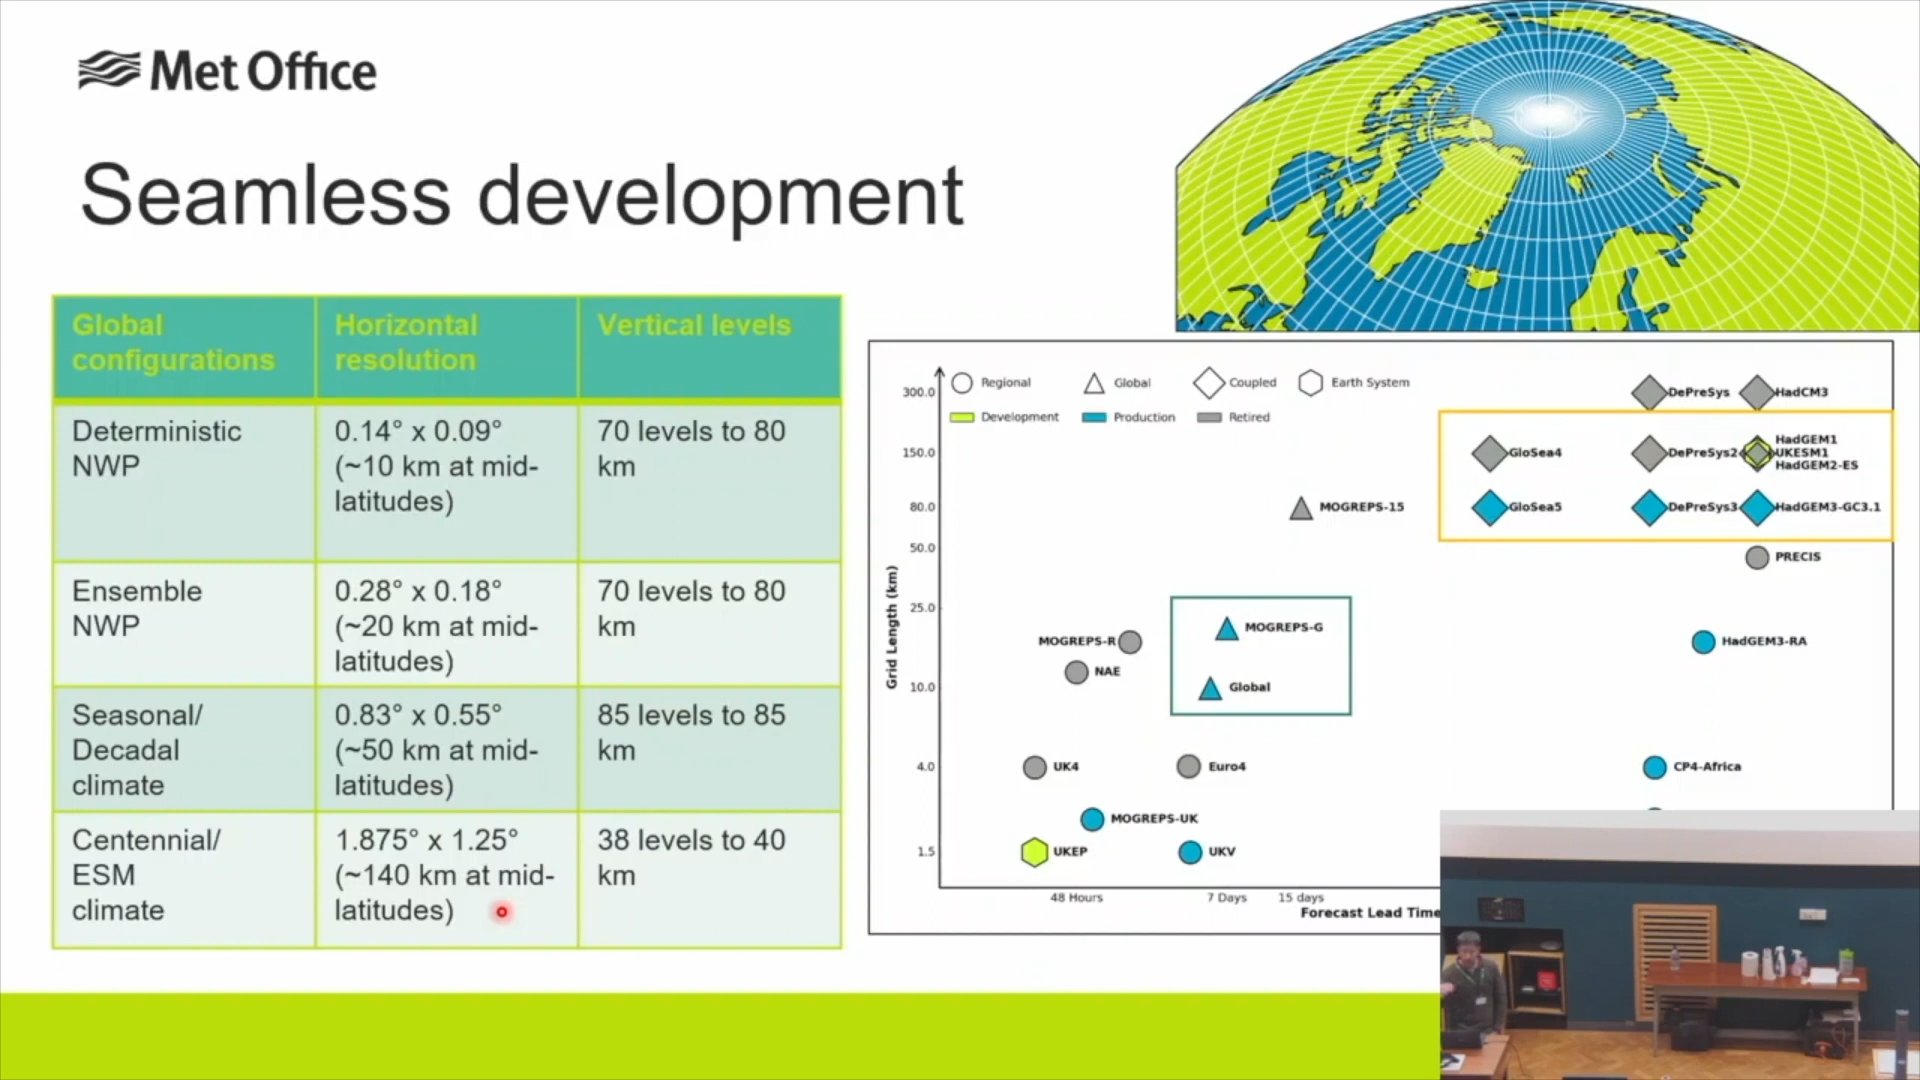 Met Office
Seamless development
Global
configurations
Horizontal
resolution
Vertical levels
Deterministic
NWP
0.14° x 0.09°
(~10 km at mid-
latitudes)
70 levels to 80
km
Ensemble
NWP
0.28° x 0.18°
(~20 km at mid-
latitudes)
70 levels to 80
km
Seasonal/
Decadal
climate
0.83° x 0.55°
(~50 km at mid-
latitudes)
85 levels to 85
km
Centennial/
ESM
climate
1.875° x 1.25°
(~140 km at mid-
latitudes)
38 levels to 40
km
Regional
Global
Coupled
Earth System
Development
Production
Retired
Grid Length (km)
300.0
150.0
80.0
50.0
25.0
10.0
4.0
1.5
DePreSys
HadCM3
GloSea4
DePreSys2
HadGEM1
UKESM1
HadGEM2-ES
GloSea5
DePreSys3
HadGEM3-GC3.1
MOGREPS-15
PRECIS
MOGREPS-G
MOGREPS-R
HadGEM3-RA
NAE
Global
UK4
Euro4
CP4-Africa
MOGREPS-UK
UKEP
UKV
48 Hours
7 Days
15 days
Forecast Lead Time